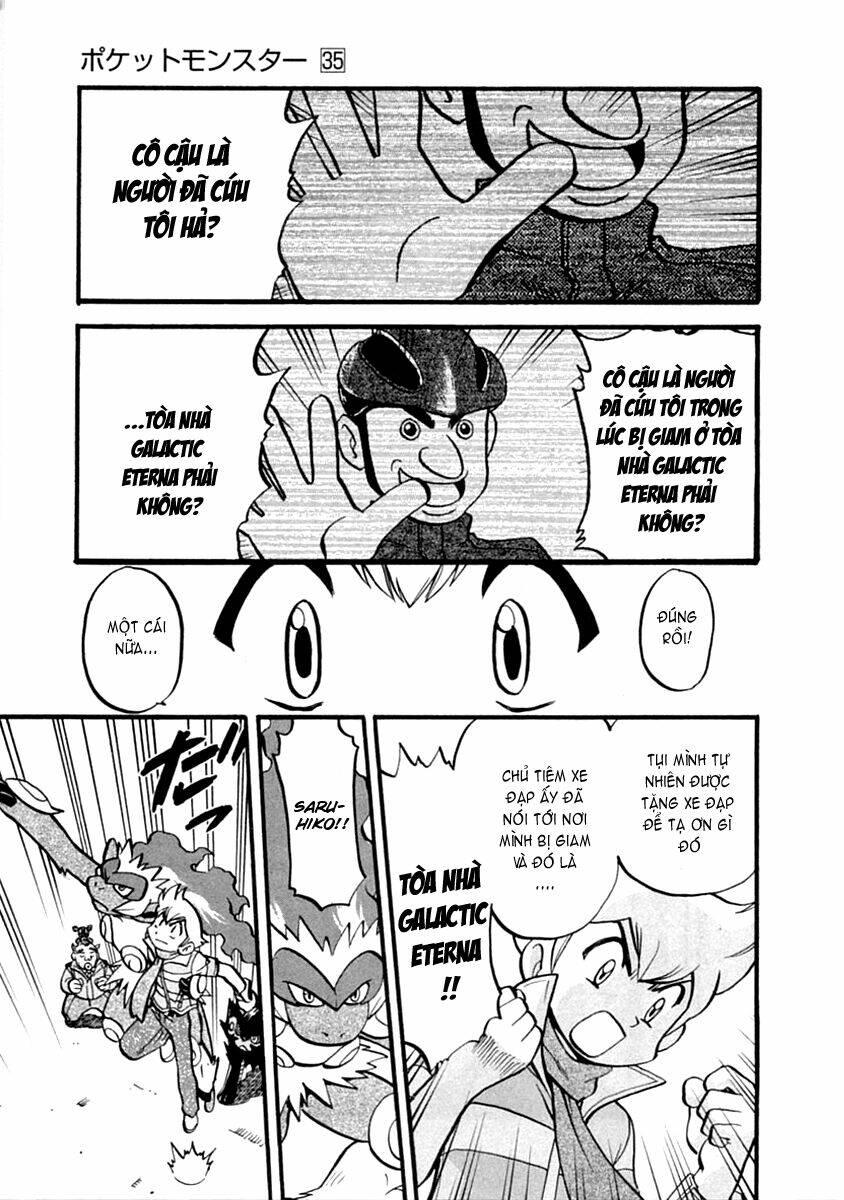 ポケットモンスター 35
CÔ CẬU LÀ
NGƯỜI ĐÃ CỨU
TÔI HẢ?
CÔ CẬU LÀ NGƯỜI
ĐÃ CỨU TÔI TRONG
LÚC BỊ GIAM Ở TÒA
NHÀ GALACTIC
ETERNA PHẢI
KHÔNG?
...TÒA NHÀ
GALACTIC
ETERNA PHẢI
KHÔNG?
ĐÚNG
RỒI!
MỘT CÁI
NỮA...
TỤI MÌNH TỰ
NHIÊN ĐƯỢC
TẶNG XE ĐẠP
ĐỂ TẠ ƠN GÌ
ĐÓ
CHỦ TIỆM XE
ĐẠP ẤY ĐÃ
NÓI TỚI NƠI
MÌNH BỊ GIAM
VÀ ĐÓ LÀ
....
TÒA NHÀ
GALACTIC
ETERNA
!!
SARU-
HIKO!!
ダッ